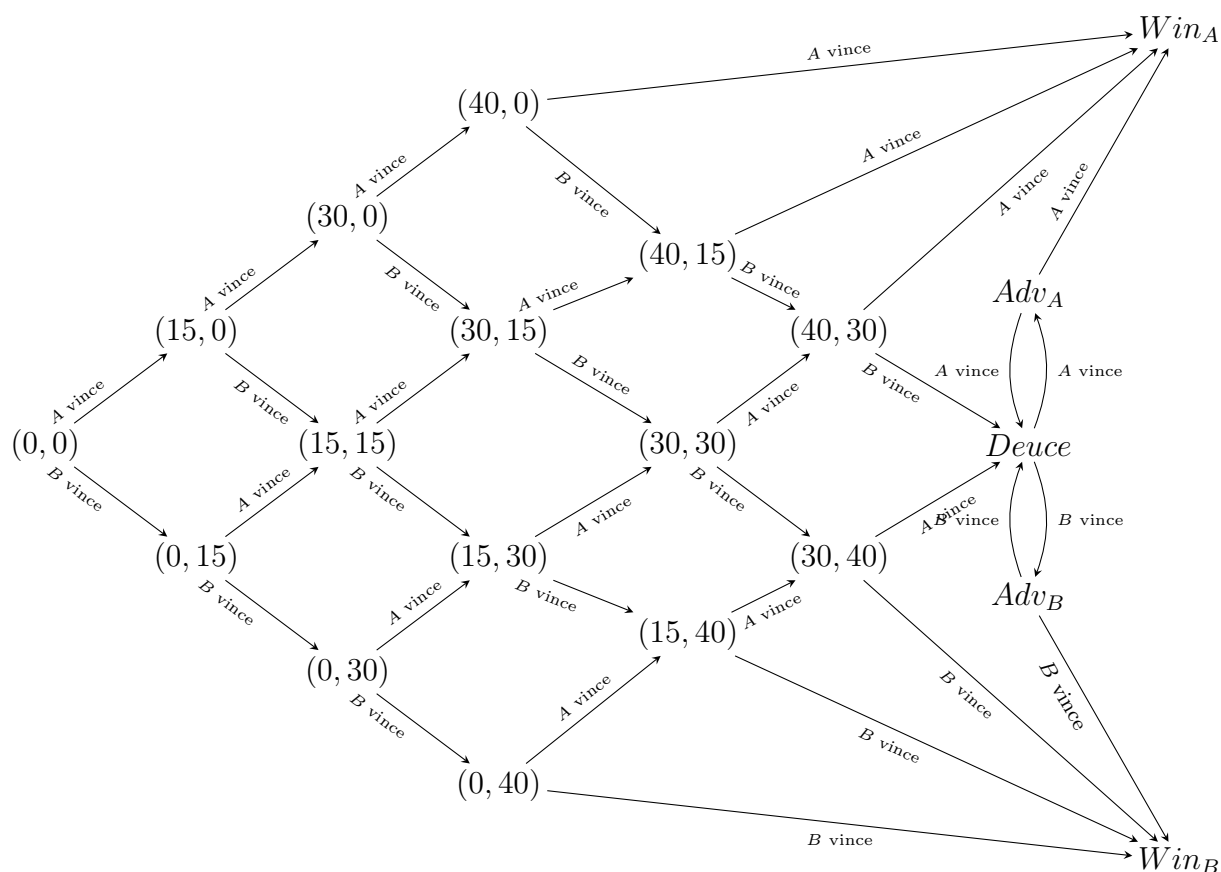 Win_A
A vince
(40, 0)
A vince
A vince
B vince
A vince
(30, 0)
A vince
A vince
(40, 15)
B vince
B vince
A vince
A vince
Adv_A
(15, 0)
(30, 15)
(40, 30)
A vince
B vince
A vince
B vince
B vince
A vince
A vince
A vince
(0, 0)
(15, 15)
(30, 30)
Deuce
B vince
A vince
B vince
B vince
A vince
A vince
B vince
B vince
(0, 15)
(15, 30)
(30, 40)
B vince
A vince
B vince
A vince
Adv_B
(0, 30)
(15, 40)
B vince
A vince
B vince
B vince
B vince
(0, 40)
B vince
Win_B